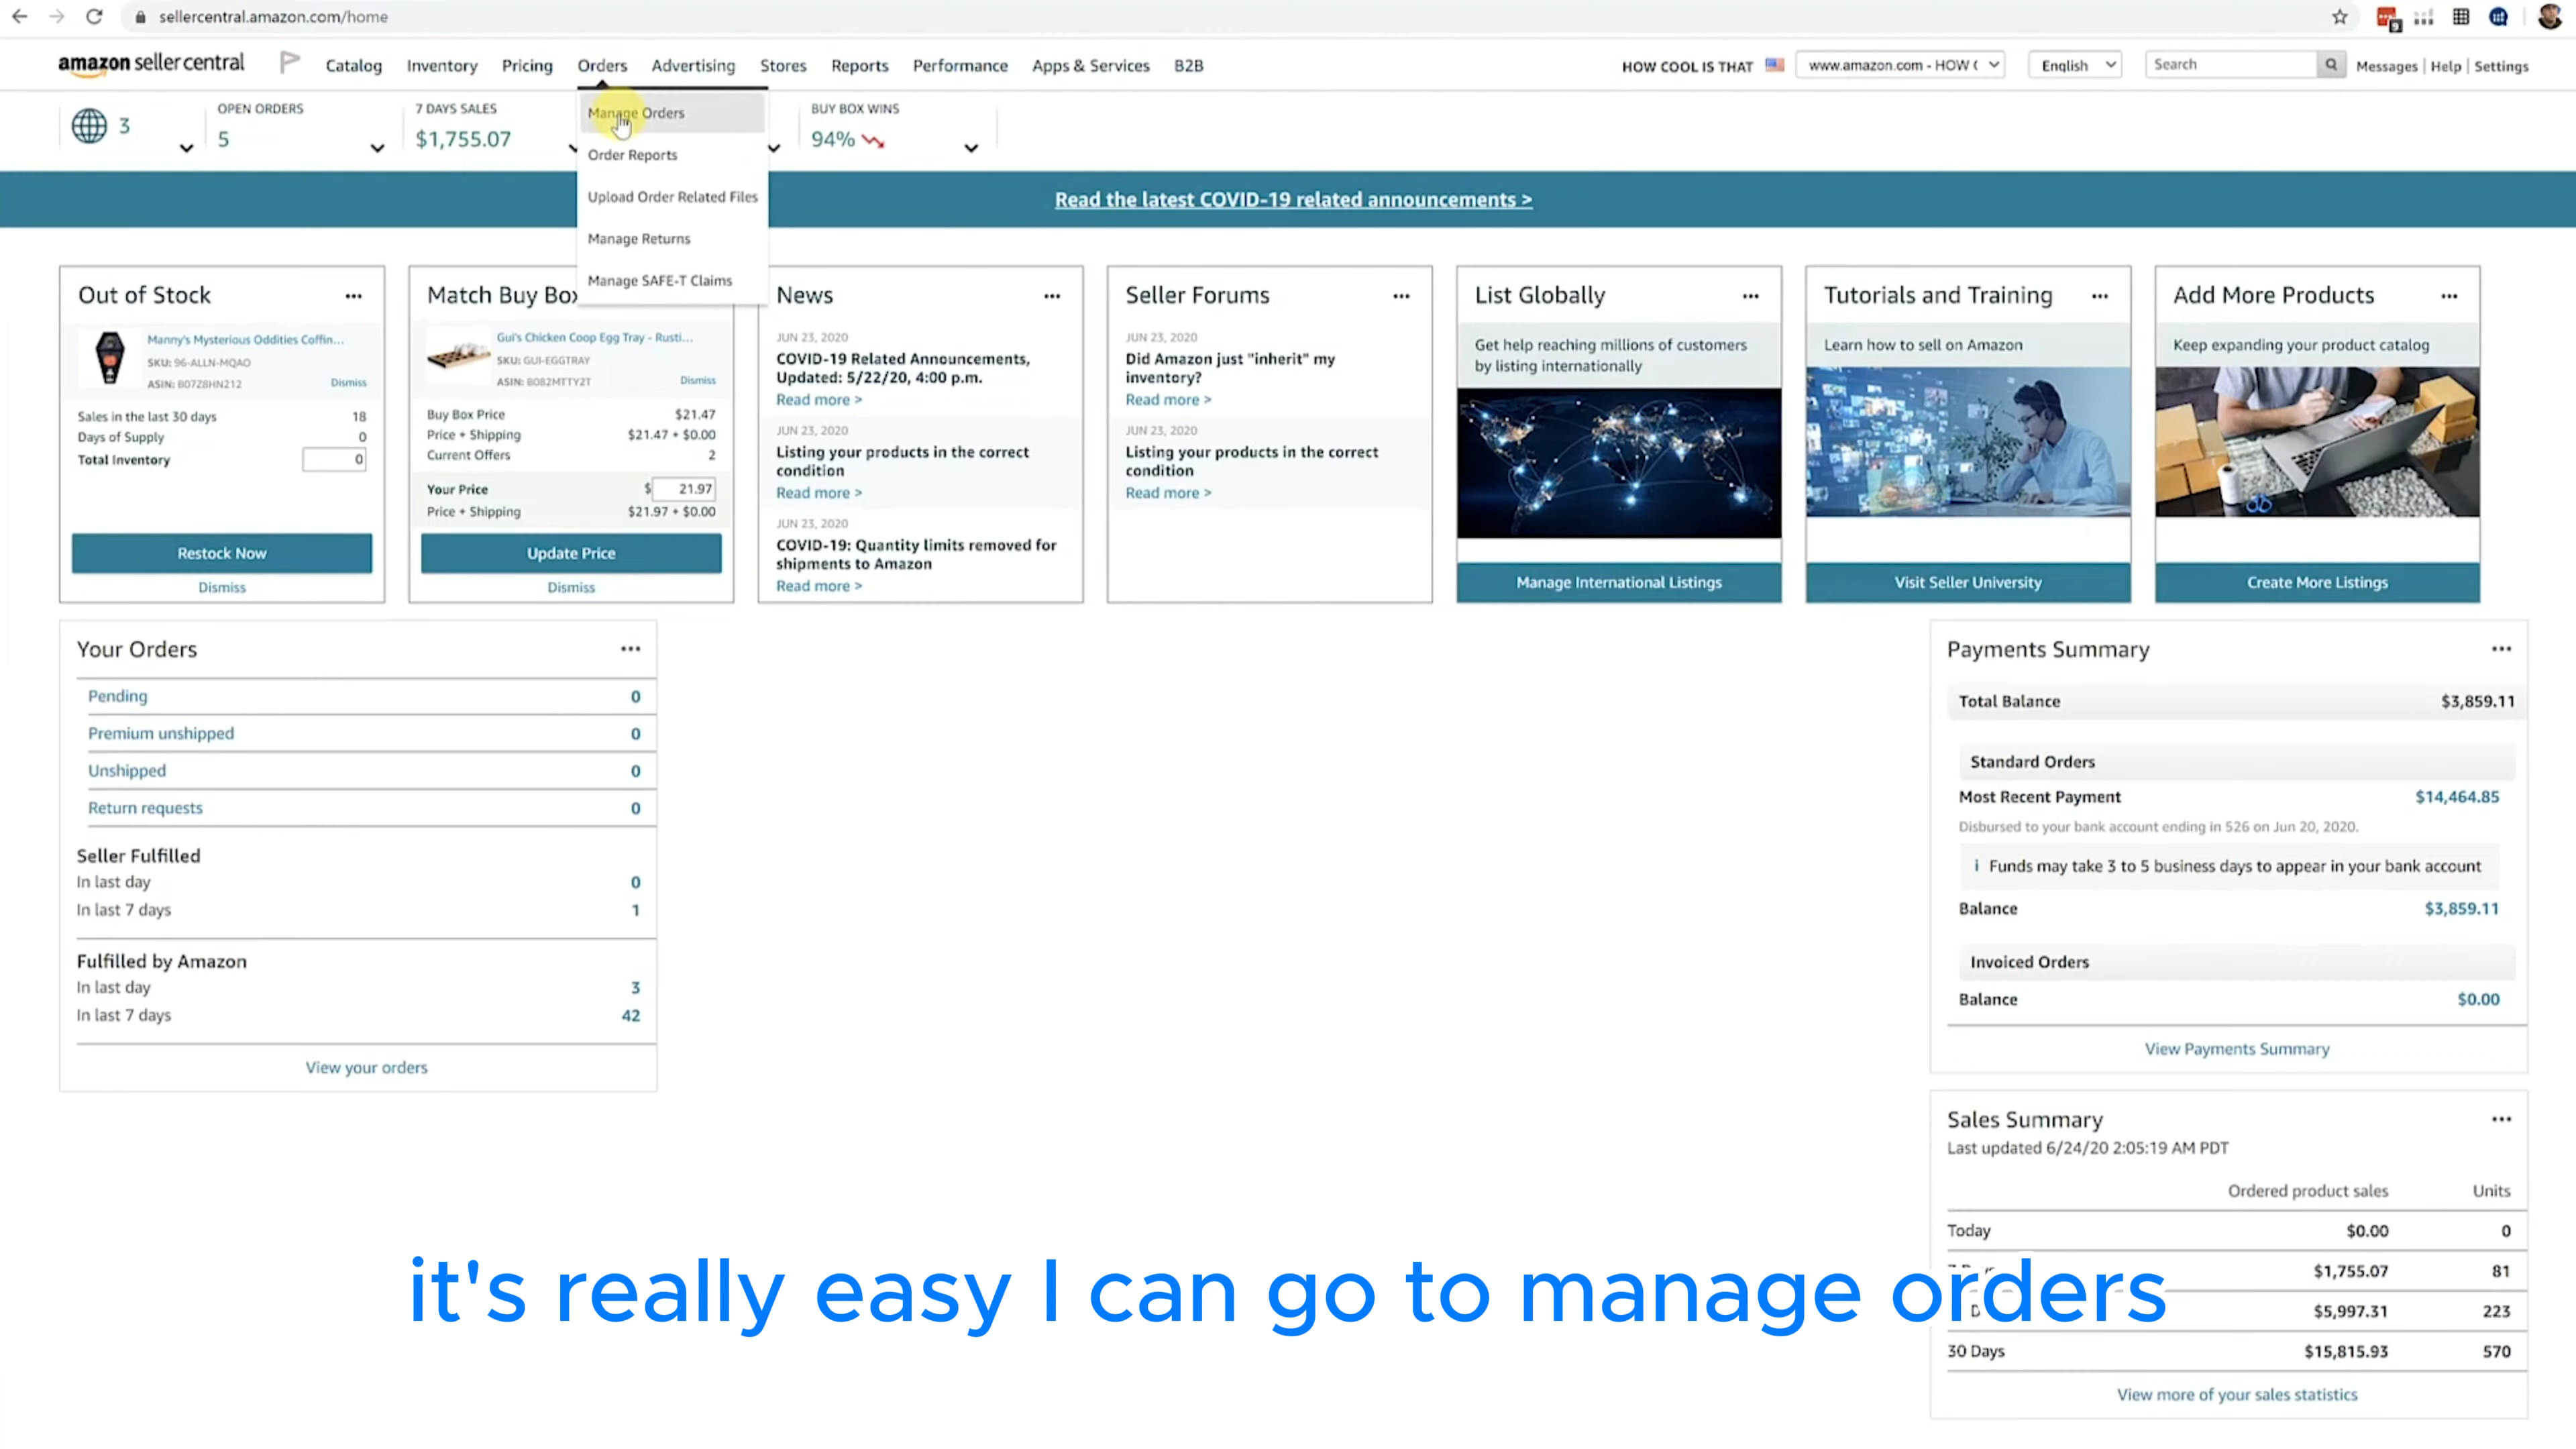 sellercentral.amazon.com/home
amazon seller central Catalog Inventory Pricing Orders Advertising Stores Reports Performance Apps & Services B2B HOW COOL IS THAT www.amazon.com - HOW English Search Messages | Help | Settings
3
OPEN ORDERS
5
7 DAYS SALES
$1,755.07
BUY BOX WINS
94%
Manage Orders
Order Reports
Upload Order Related Files
Manage Returns
Manage SAFE-T Claims
Read the latest COVID-19 related announcements >
Out of Stock
Manny's Mysterious Oddities Coffin...
SKU: 96-ALLN-MQAO
ASIN: B07Z8HN212 Dismiss
Sales in the last 30 days 18
Days of Supply 0
Total Inventory 0
Restock Now
Dismiss
Match Buy Box
Gui's Chicken Coop Egg Tray - Rusti...
SKU: GUI-EGGTRAY
ASIN: B082MTTY2T Dismiss
Buy Box Price $21.47
Price + Shipping $21.47 + $0.00
Current Offers 2
Your Price $ 21.97
Price + Shipping $21.97 + $0.00
Update Price
Dismiss
News
JUN 23, 2020
COVID-19 Related Announcements,
Updated: 5/22/20, 4:00 p.m.
Read more >
JUN 23, 2020
Listing your products in the correct
condition
Read more >
JUN 23, 2020
COVID-19: Quantity limits removed for
shipments to Amazon
Read more >
Seller Forums
JUN 23, 2020
Did Amazon just "inherit" my
inventory?
Read more >
JUN 23, 2020
Listing your products in the correct
condition
Read more >
List Globally
Get help reaching millions of customers
by listing internationally
Manage International Listings
Tutorials and Training
Learn how to sell on Amazon
Visit Seller University
Add More Products
Keep expanding your product catalog
Create More Listings
Your Orders
Pending 0
Premium unshipped 0
Unshipped 0
Return requests 0
Seller Fulfilled
In last day 0
In last 7 days 1
Fulfilled by Amazon
In last day 3
In last 7 days 42
View your orders
Payments Summary
Total Balance $3,859.11
Standard Orders
Most Recent Payment $14,464.85
Disbursed to your bank account ending in 526 on Jun 20, 2020.
i Funds may take 3 to 5 business days to appear in your bank account
Balance $3,859.11
Invoiced Orders
Balance $0.00
View Payments Summary
Sales Summary
Last updated 6/24/20 2:05:19 AM PDT
Ordered product sales Units
Today $0.00 0
$1,755.07 81
$5,997.31 223
30 Days $15,815.93 570
View more of your sales statistics
it's really easy I can go to manage orders